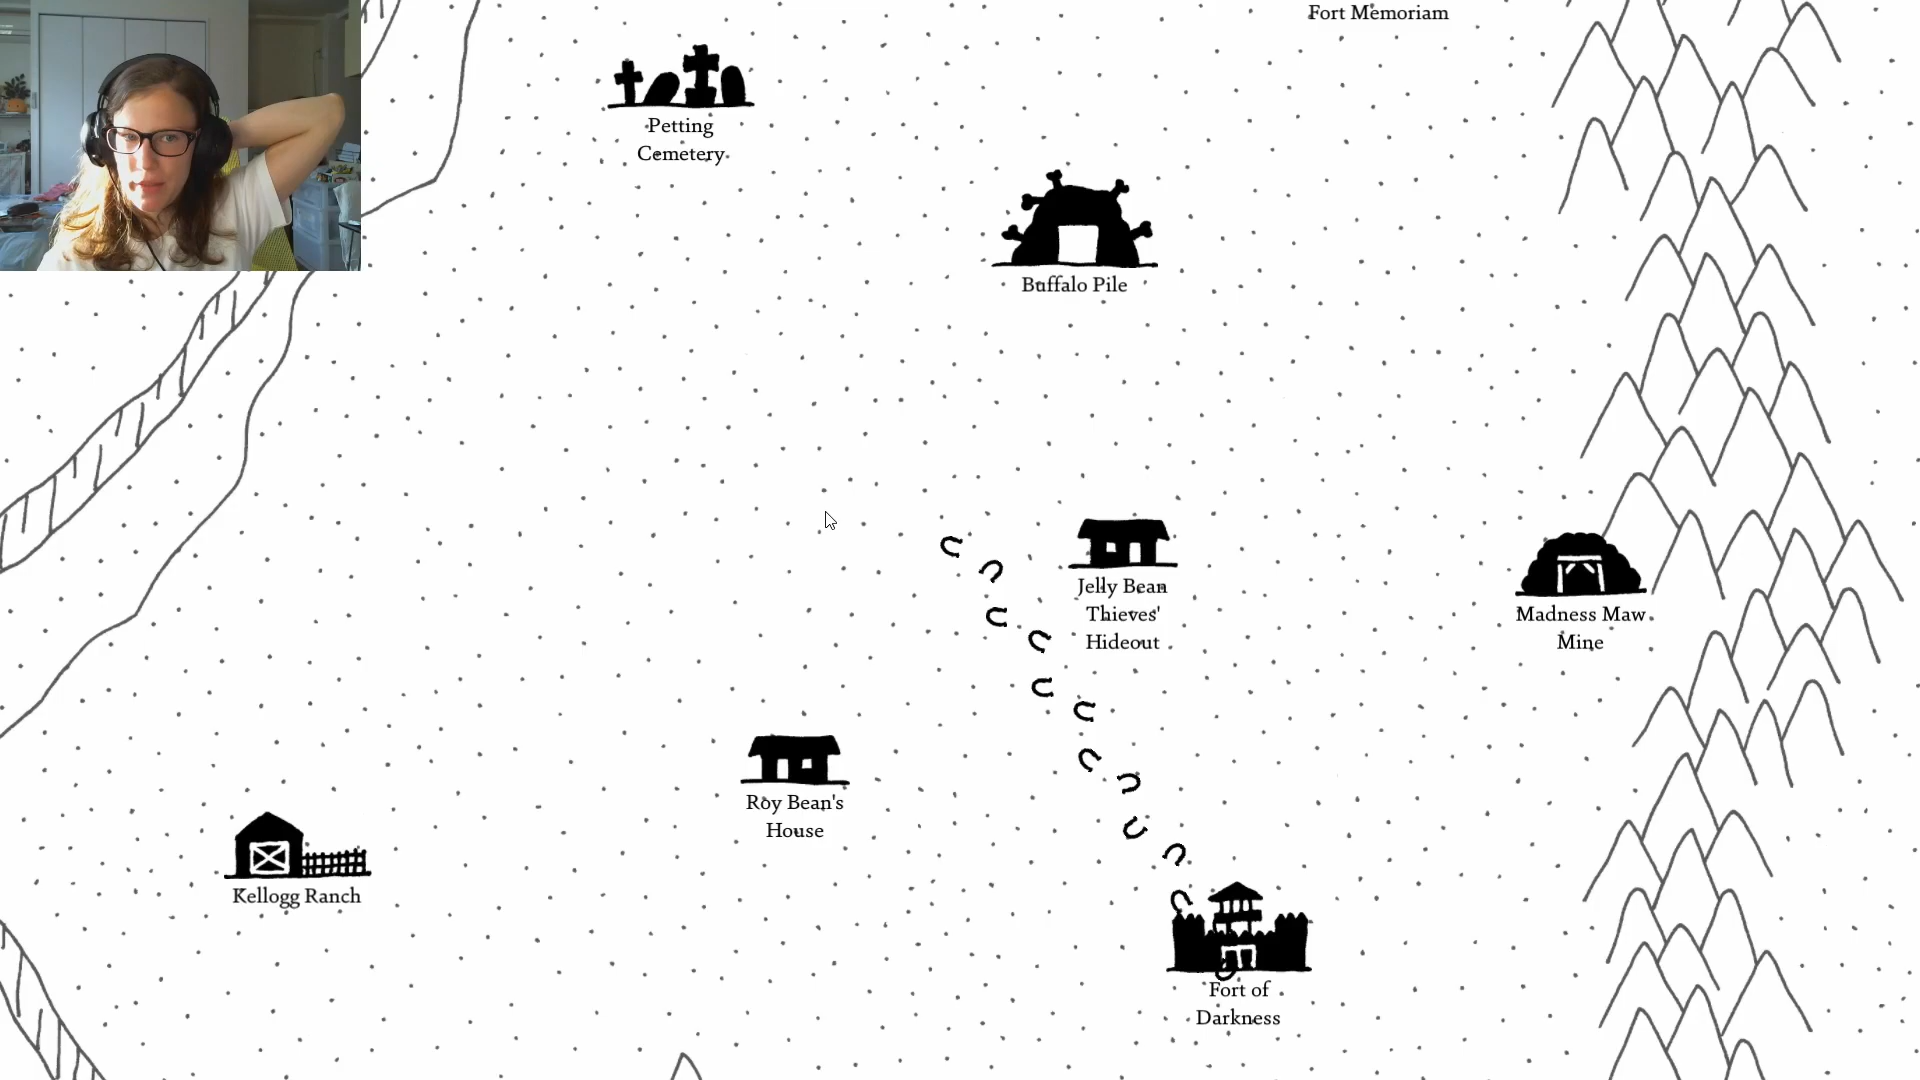 Fort Memoriam
Petting
Cemetery
Buffalo Pile
Jelly Bean
Thieves'
Hideout
Madness Maw
Mine
Roy Bean's
House
Kellogg Ranch
Fort of
Darkness